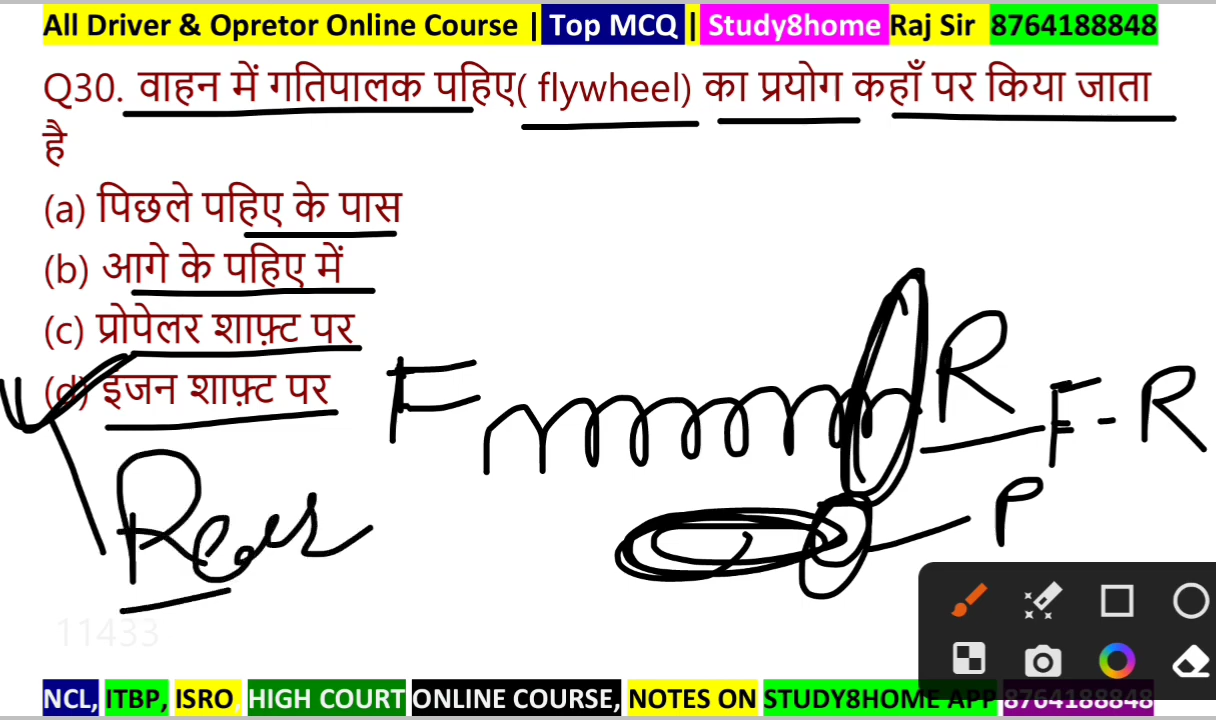 All Driver & Opretor Online Course | Top MCQ | Study8home Raj Sir 8764188848
Q30. वाहन में गतिपालक पहिए( flywheel) का प्रयोग कहाँ पर किया जाता
है
(a) पिछले पहिए के पास
(b) आगे के पहिए में
(c) प्रोपेलर शाफ़्ट पर
(d) इजन शाफ़्ट पर
F R F-R
Rear P
11433
NCL, ITBP, ISRO, HIGH COURT ONLINE COURSE, NOTES ON STUDY8HOME APP 8764188848